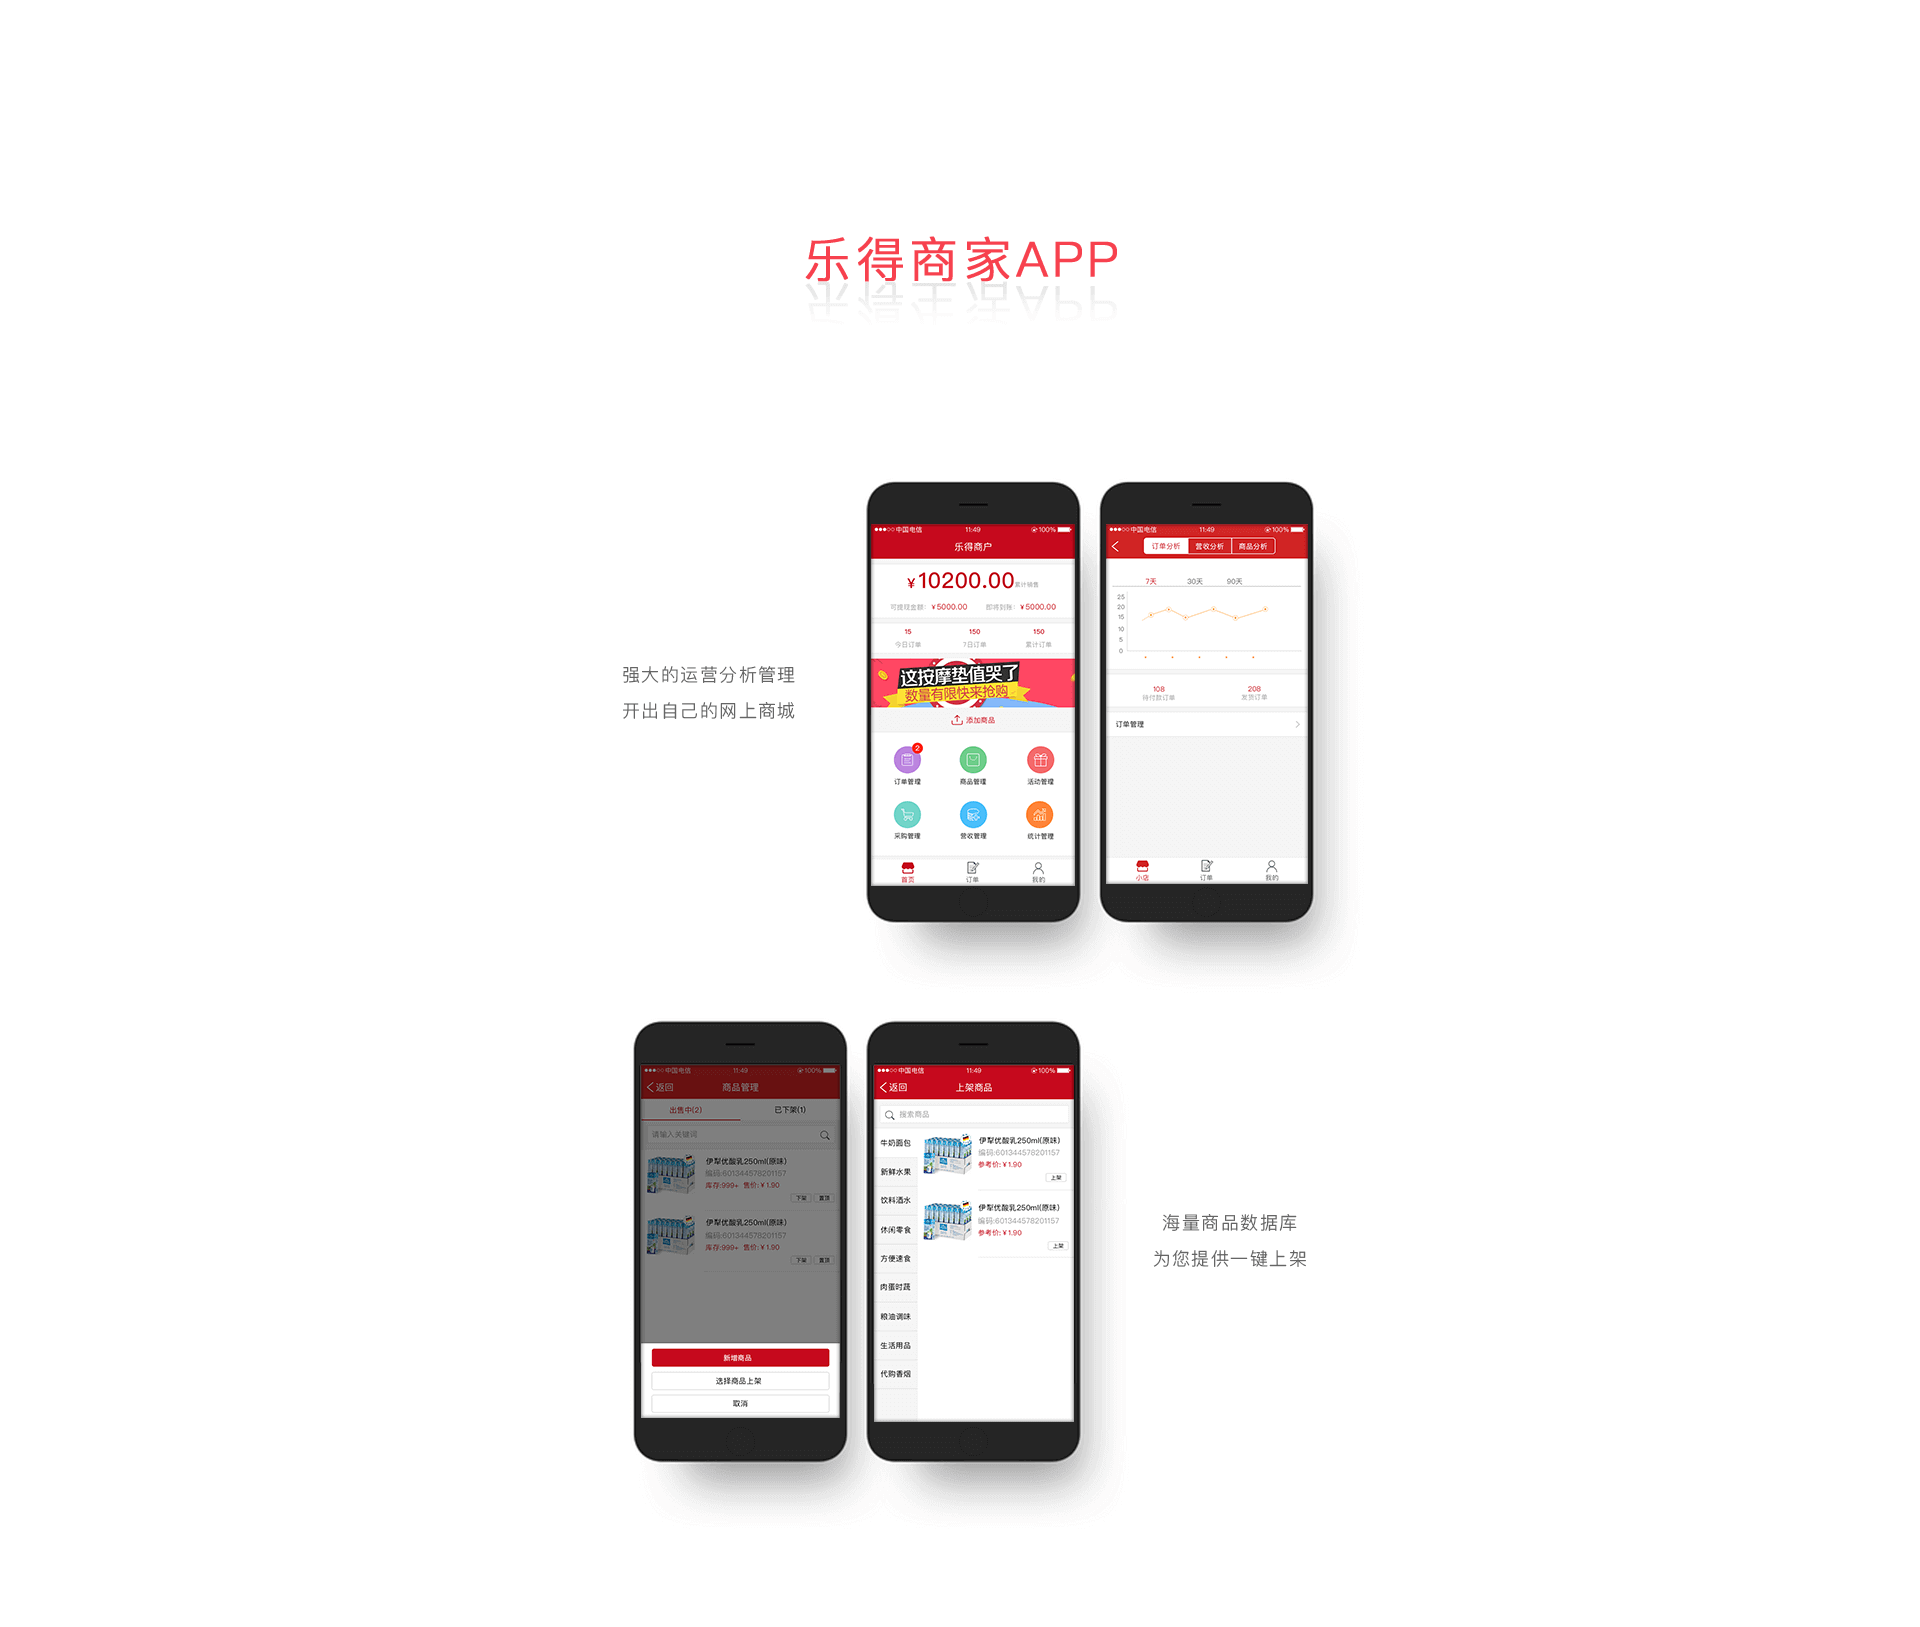 乐得商家APP
强大的运营分析管理
开出自己的网上商城
中国电信 11:49 100%
乐得商户
¥10200.00累计销售
可提现金额: ¥5000.00 即将到账: ¥5000.00
15 150 150
今日订单 7日订单 累计订单
这按摩垫值哭了
数量有限快来抢购
添加商品
2
订单管理 商品管理 活动管理
采购管理 营收管理 统计管理
首页 订单 我的
中国电信 11:49 100%
订单分析 营收分析 商品分析
7天 30天 90天
25
20
15
10
5
0
108 208
待付款订单 发货订单
订单管理
小店 订单 我的
中国电信 11:49 100%
返回 商品管理
出售中(2) 已下架(1)
请输入关键词
伊犁优酸乳250ml(原味)
编码:601344578201157
库存:999+ 售价:¥1.90
下架 置顶
伊犁优酸乳250ml(原味)
编码:601344578201157
库存:999+ 售价:¥1.90
下架 置顶
新增商品
选择商品上架
取消
中国电信 11:49 100%
返回 上架商品
搜索商品
牛奶面包
新鲜水果
饮料酒水
休闲零食
方便速食
肉蛋时蔬
粮油调味
生活用品
代购香烟
伊犁优酸乳250ml(原味)
编码:601344578201157
参考价:¥1.90
上架
伊犁优酸乳250ml(原味)
编码:601344578201157
参考价:¥1.90
上架
海量商品数据库
为您提供一键上架